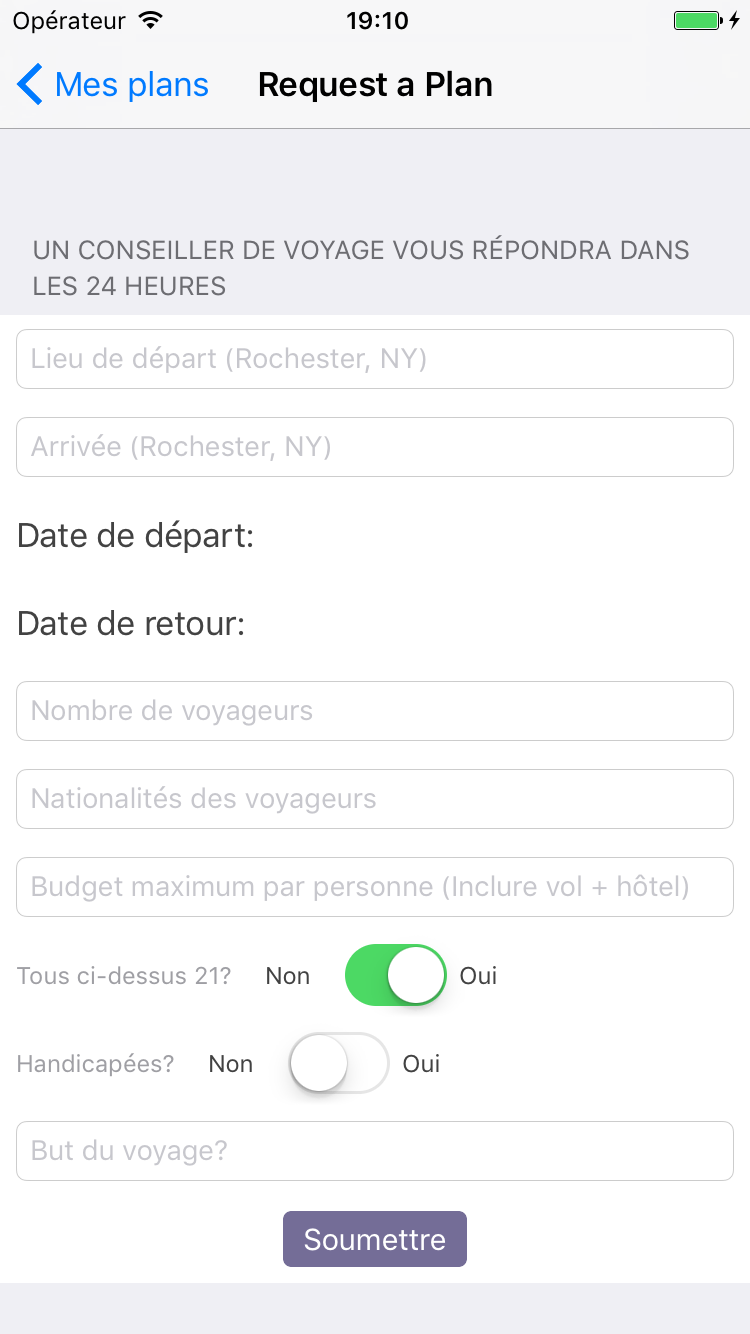 Opérateur 19:10
Mes plans Request a Plan
UN CONSEILLER DE VOYAGE VOUS RÉPONDRA DANS
LES 24 HEURES
Lieu de départ (Rochester, NY)
Arrivée (Rochester, NY)
Date de départ:
Date de retour:
Nombre de voyageurs
Nationalités des voyageurs
Budget maximum par personne (Inclure vol + hôtel)
Tous ci-dessus 21? Non Oui
Handicapées? Non Oui
But du voyage?
Soumettre